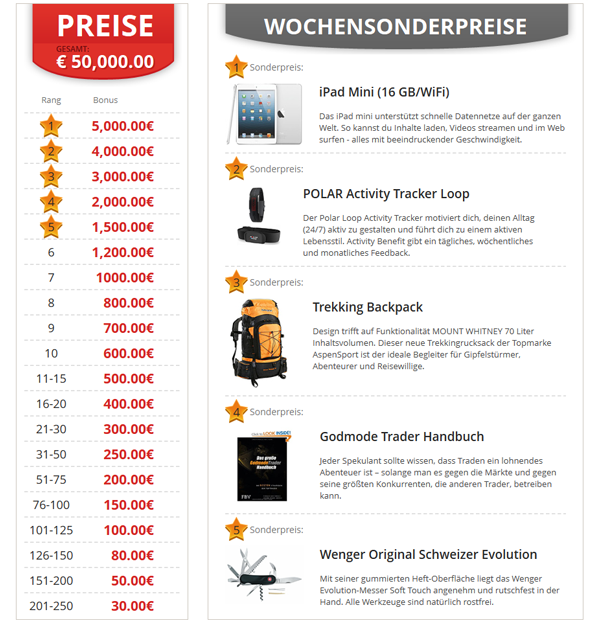 PREISE
GESAMT:
€ 50,000.00
Rang Bonus
1 5,000.00€
2 4,000.00€
3 3,000.00€
4 2,000.00€
5 1,500.00€
6 1,200.00€
7 1000.00€
8 800.00€
9 700.00€
10 600.00€
11-15 500.00€
16-20 400.00€
21-30 300.00€
31-50 250.00€
51-75 200.00€
76-100 150.00€
101-125 100.00€
126-150 80.00€
151-200 50.00€
201-250 30.00€
WOCHENSONDERPREISE
1 Sonderpreis:
iPad Mini (16 GB/WiFi)
Das iPad mini unterstützt schnelle Datennetze auf der ganzen
Welt. So kannst du Inhalte laden, Videos streamen und im Web
surfen - alles mit beeindruckender Geschwindigkeit.
2 Sonderpreis:
POLAR Activity Tracker Loop
Der Polar Loop Activity Tracker motiviert dich, deinen Alltag
(24/7) aktiv zu gestalten und führt dich zu einem aktiven
Lebensstil. Activity Benefit gibt ein tägliches, wöchentliches
und monatliches Feedback.
3 Sonderpreis:
Trekking Backpack
Design trifft auf Funktionalität MOUNT WHITNEY 70 Liter
Inhaltsvolumen. Dieser neue Trekkingrucksack der Topmarke
AspenSport ist der ideale Begleiter für Gipfelstürmer,
Abenteurer und Reisewillige.
4 Sonderpreis:
LOOK INSIDE!
Das große
GodmodeTrader
Handbuch
FBV
Godmode Trader Handbuch
Jeder Spekulant sollte wissen, dass Traden ein lohnendes
Abenteuer ist – solange man es gegen die Märkte und gegen
seine größten Konkurrenten, die anderen Trader, betreiben
kann.
5 Sonderpreis:
Wenger Original Schweizer Evolution
Mit seiner gummierten Heft-Oberfläche liegt das Wenger
Evolution-Messer Soft Touch angenehm und rutschfest in der
Hand. Alle Werkzeuge sind natürlich rostfrei.